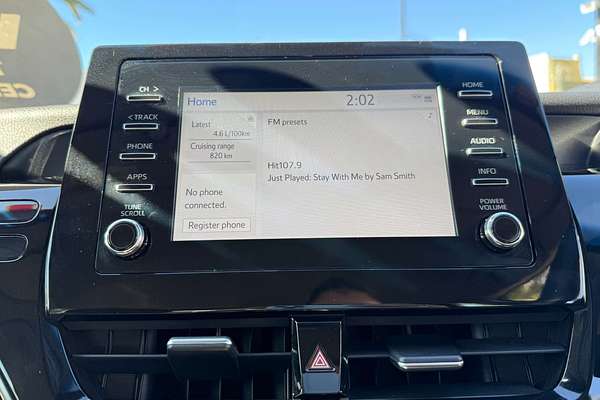 CH >
< TRACK
PHONE
APPS
TUNE
SCROLL
Home
2:02
Latest
4.6 L/100km
Cruising range
820 km
No phone
connected.
Register phone
FM presets
Hit107.9
Just Played: Stay With Me by Sam Smith
HOME
MENU
AUDIO
INFO
POWER
VOLUME